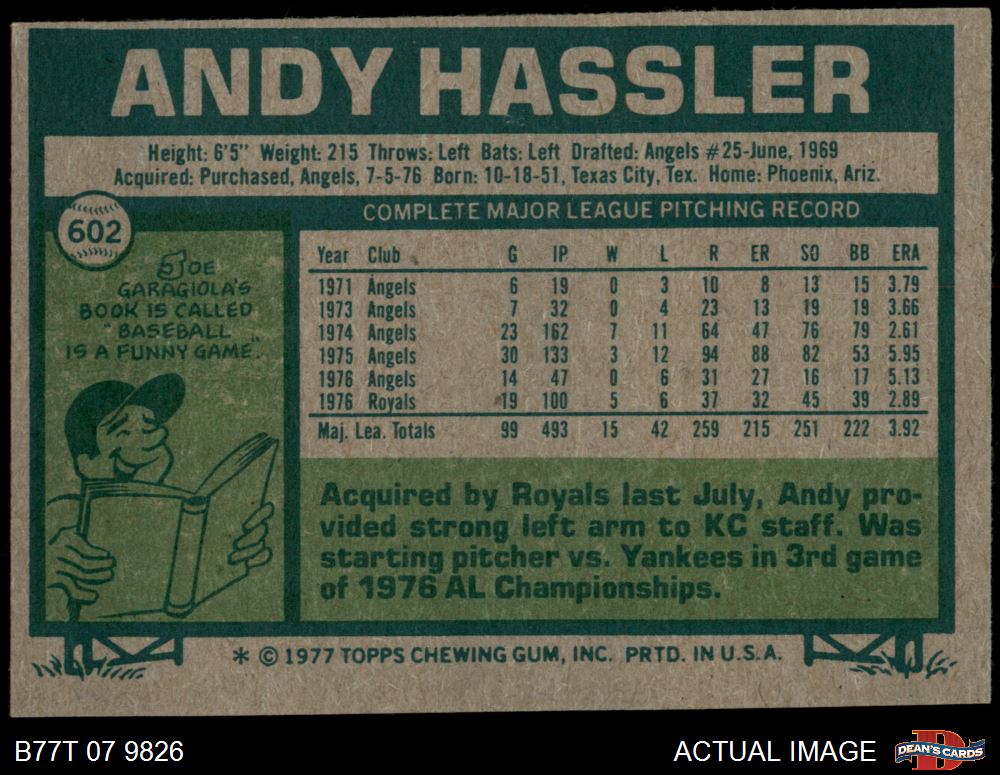 ANDY HASSLER
Height: 6'5" Weight: 215 Throws: Left Bats: Left Drafted: Angels #25-June, 1969
Acquired: Purchased, Angels, 7-5-76 Born: 10-18-51, Texas City, Tex. Home: Phoenix, Ariz.
602
JOE
GARAGIOLA'S
BOOK IS CALLED
"BASEBALL
IS A FUNNY GAME".
COMPLETE MAJOR LEAGUE PITCHING RECORD
Year Club G IP W L R ER SO BB ERA
1971 Angels 6 19 0 3 10 8 13 15 3.79
1973 Angels 7 32 0 4 23 13 19 19 3.66
1974 Angels 23 162 7 11 64 47 76 79 2.61
1975 Angels 30 133 3 12 94 88 82 53 5.95
1976 Angels 14 47 0 6 31 27 16 17 5.13
1976 Royals 19 100 5 6 37 32 45 39 2.89
Maj. Lea. Totals 99 493 15 42 259 215 251 222 3.92
Acquired by Royals last July, Andy pro-
vided strong left arm to KC staff. Was
starting pitcher vs. Yankees in 3rd game
of 1976 AL Championships.
* © 1977 TOPPS CHEWING GUM, INC. PRTD. IN U.S.A.
B77T 07 9826
ACTUAL IMAGE
D
DEAN'S CARDS